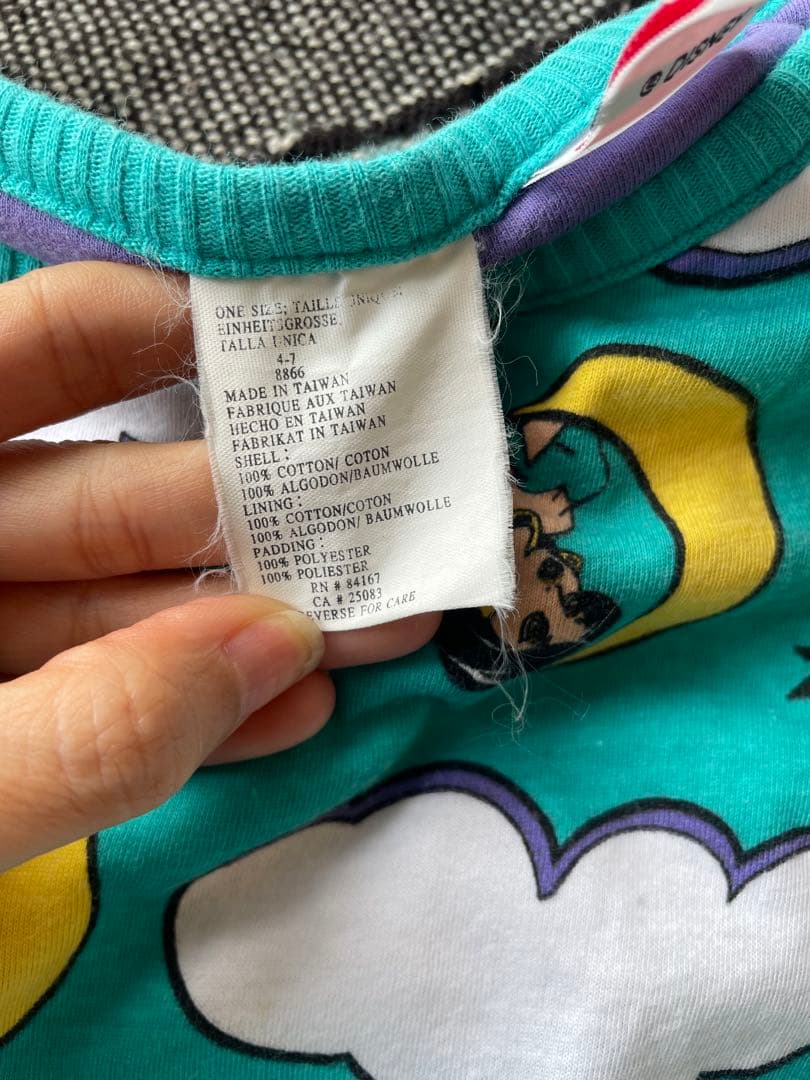 © DISNEY
ONE SIZE; TAILLE UNIQUE;
EINHEITSGROSSE,
TALLA UNICA
4-7
8866
MADE IN TAIWAN
FABRIQUE AUX TAIWAN
HECHO EN TAIWAN
FABRIKAT IN TAIWAN
SHELL :
100% COTTON/ COTON
100% ALGODON/BAUMWOLLE
LINING :
100% COTTON/COTON
100% ALGODON/ BAUMWOLLE
PADDING :
100% POLYESTER
100% POLIESTER
RN # 84167
CA # 25083
EVERSE FOR CARE